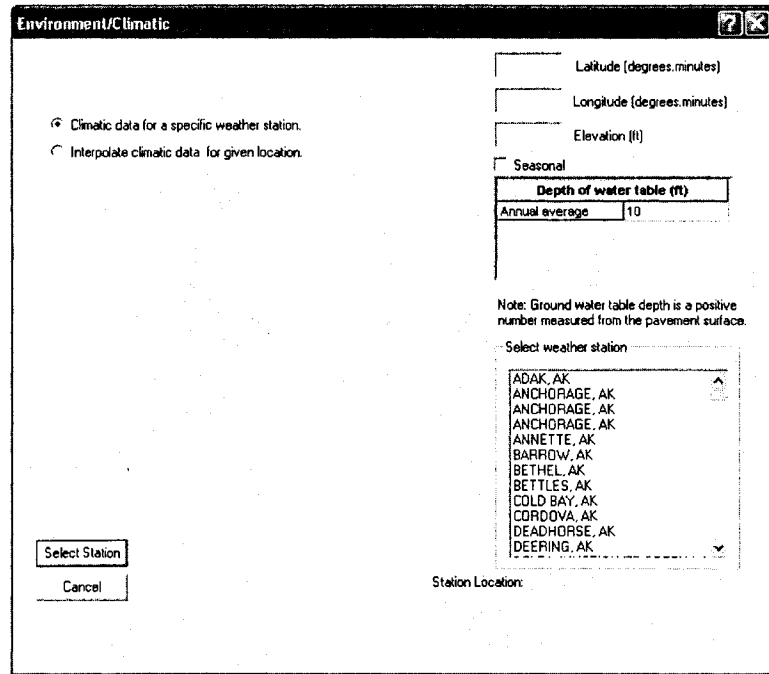 Environment/Climatic
Latitude (degrees.minutes)
Longitude (degrees.minutes)
Elevation (ft)
Climatic data for a specific weather station.
Interpolate climatic data for given location.
Seasonal
Depth of water table (ft)
Annual average 10
Note: Ground water table depth is a positive
number measured from the pavement surface.
Select weather station
ADAK, AK
ANCHORAGE, AK
ANCHORAGE, AK
ANCHORAGE, AK
ANNETTE, AK
BARROW, AK
BETHEL, AK
BETTLES, AK
COLD BAY, AK
CORDOVA, AK
DEADHORSE, AK
DEERING, AK
Select Station
Cancel
Station Location: